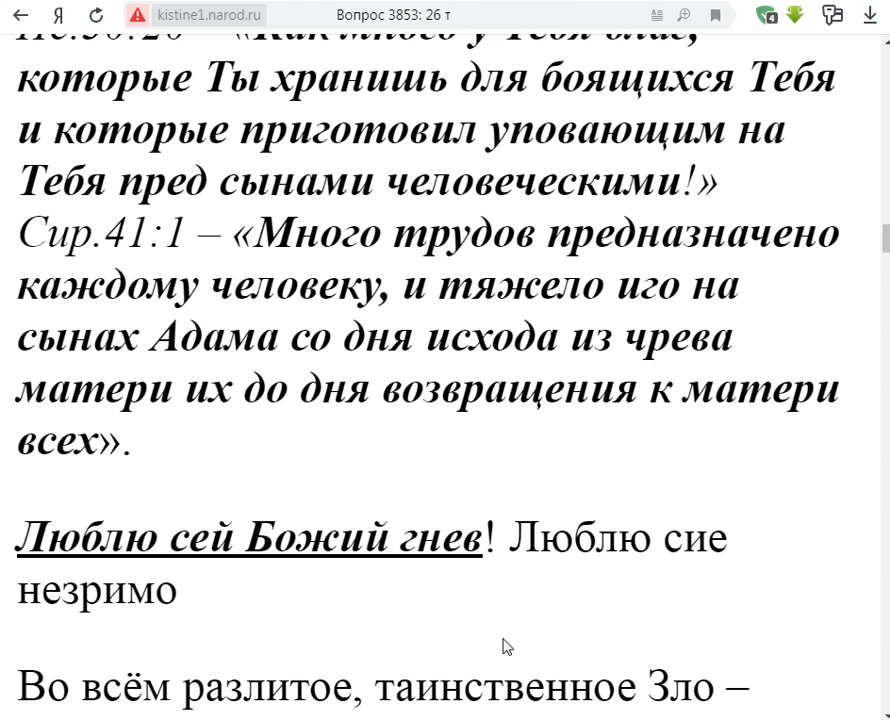 kistine1.narod.ru
Вопрос 3853: 26 т
4
которые Ты хранишь для боящихся Тебя
и которые приготовил уповающим на
Тебя пред сынами человеческими!»
Сир.41:1 – «Много трудов предназначено
каждому человеку, и тяжело иго на
сынах Адама со дня исхода из чрева
матери их до дня возвращения к матери
всех».
Люблю сей Божий гнев! Люблю сие
незримо
Во всём разлитое, таинственное Зло –